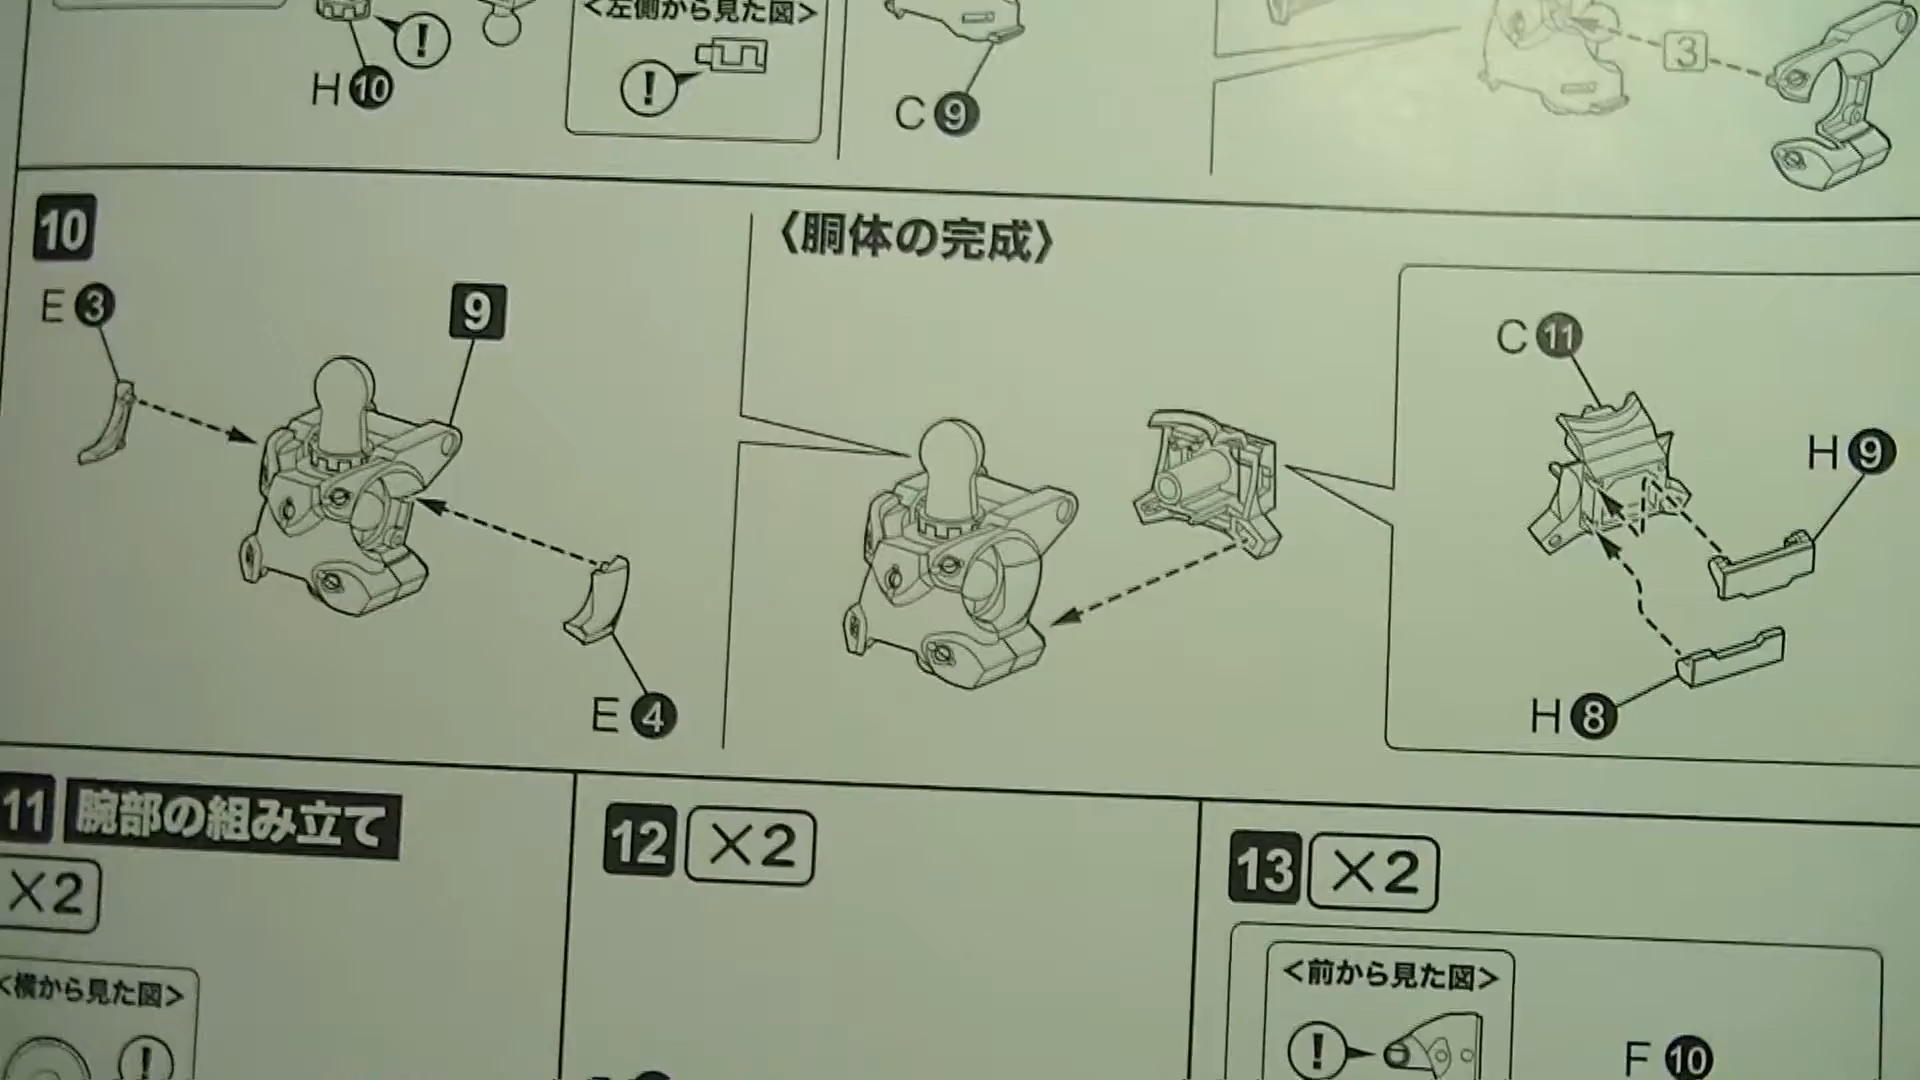 <左側から見た図>
!
!
H 10
C 9
3
10
E 3
9
E 4
〈胴体の完成〉
C 11
H 9
H 8
11 腕部の組み立て
×2
<横から見た図>
!
12 ×2
13 ×2
<前から見た図>
!
F 10